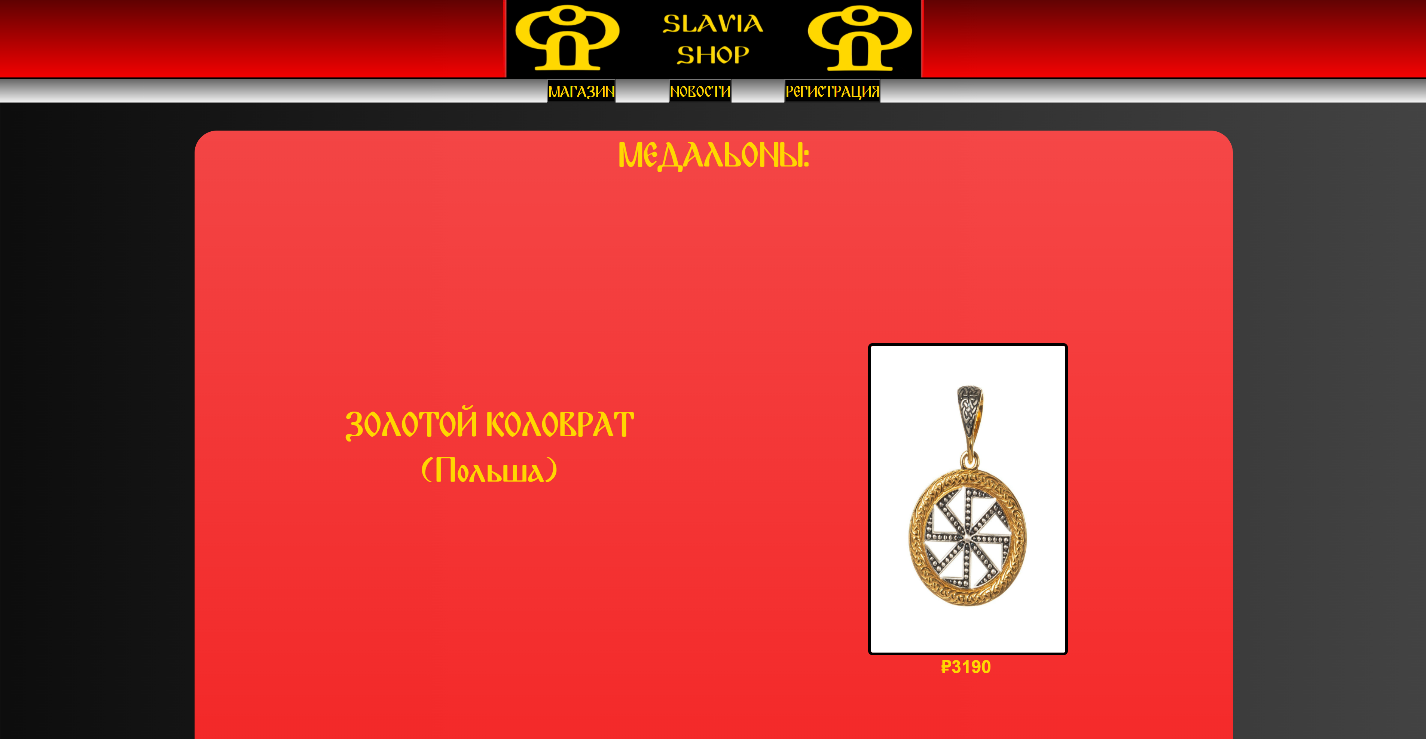 SLAVIA
SHOP
МАГАЗИН НОВОСТИ РЕГИСТРАЦИЯ
МЕДАЛЬОНЫ:
ЗОЛОТОЙ КОЛОВРАТ
(Польша)
₽3190